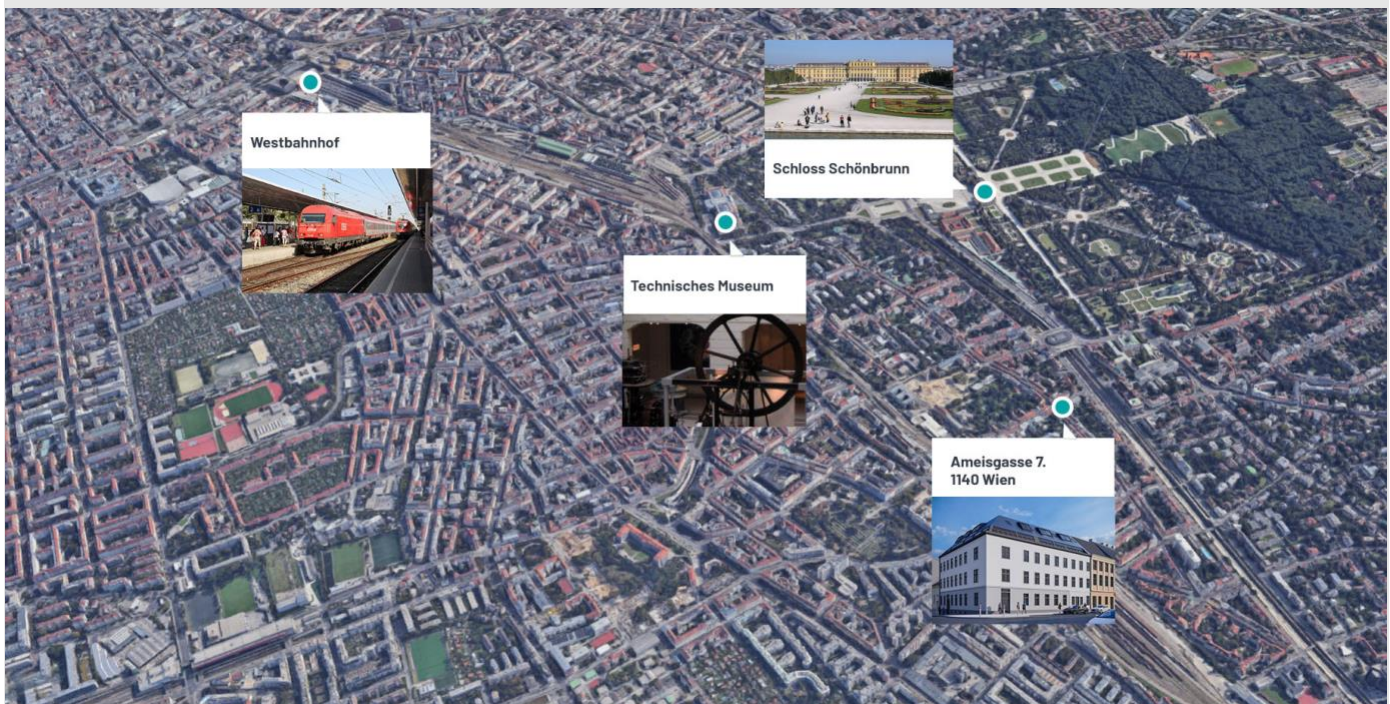 Westbahnhof
Schloss Schönbrunn
Technisches Museum
Ameisgasse 7.
1140 Wien